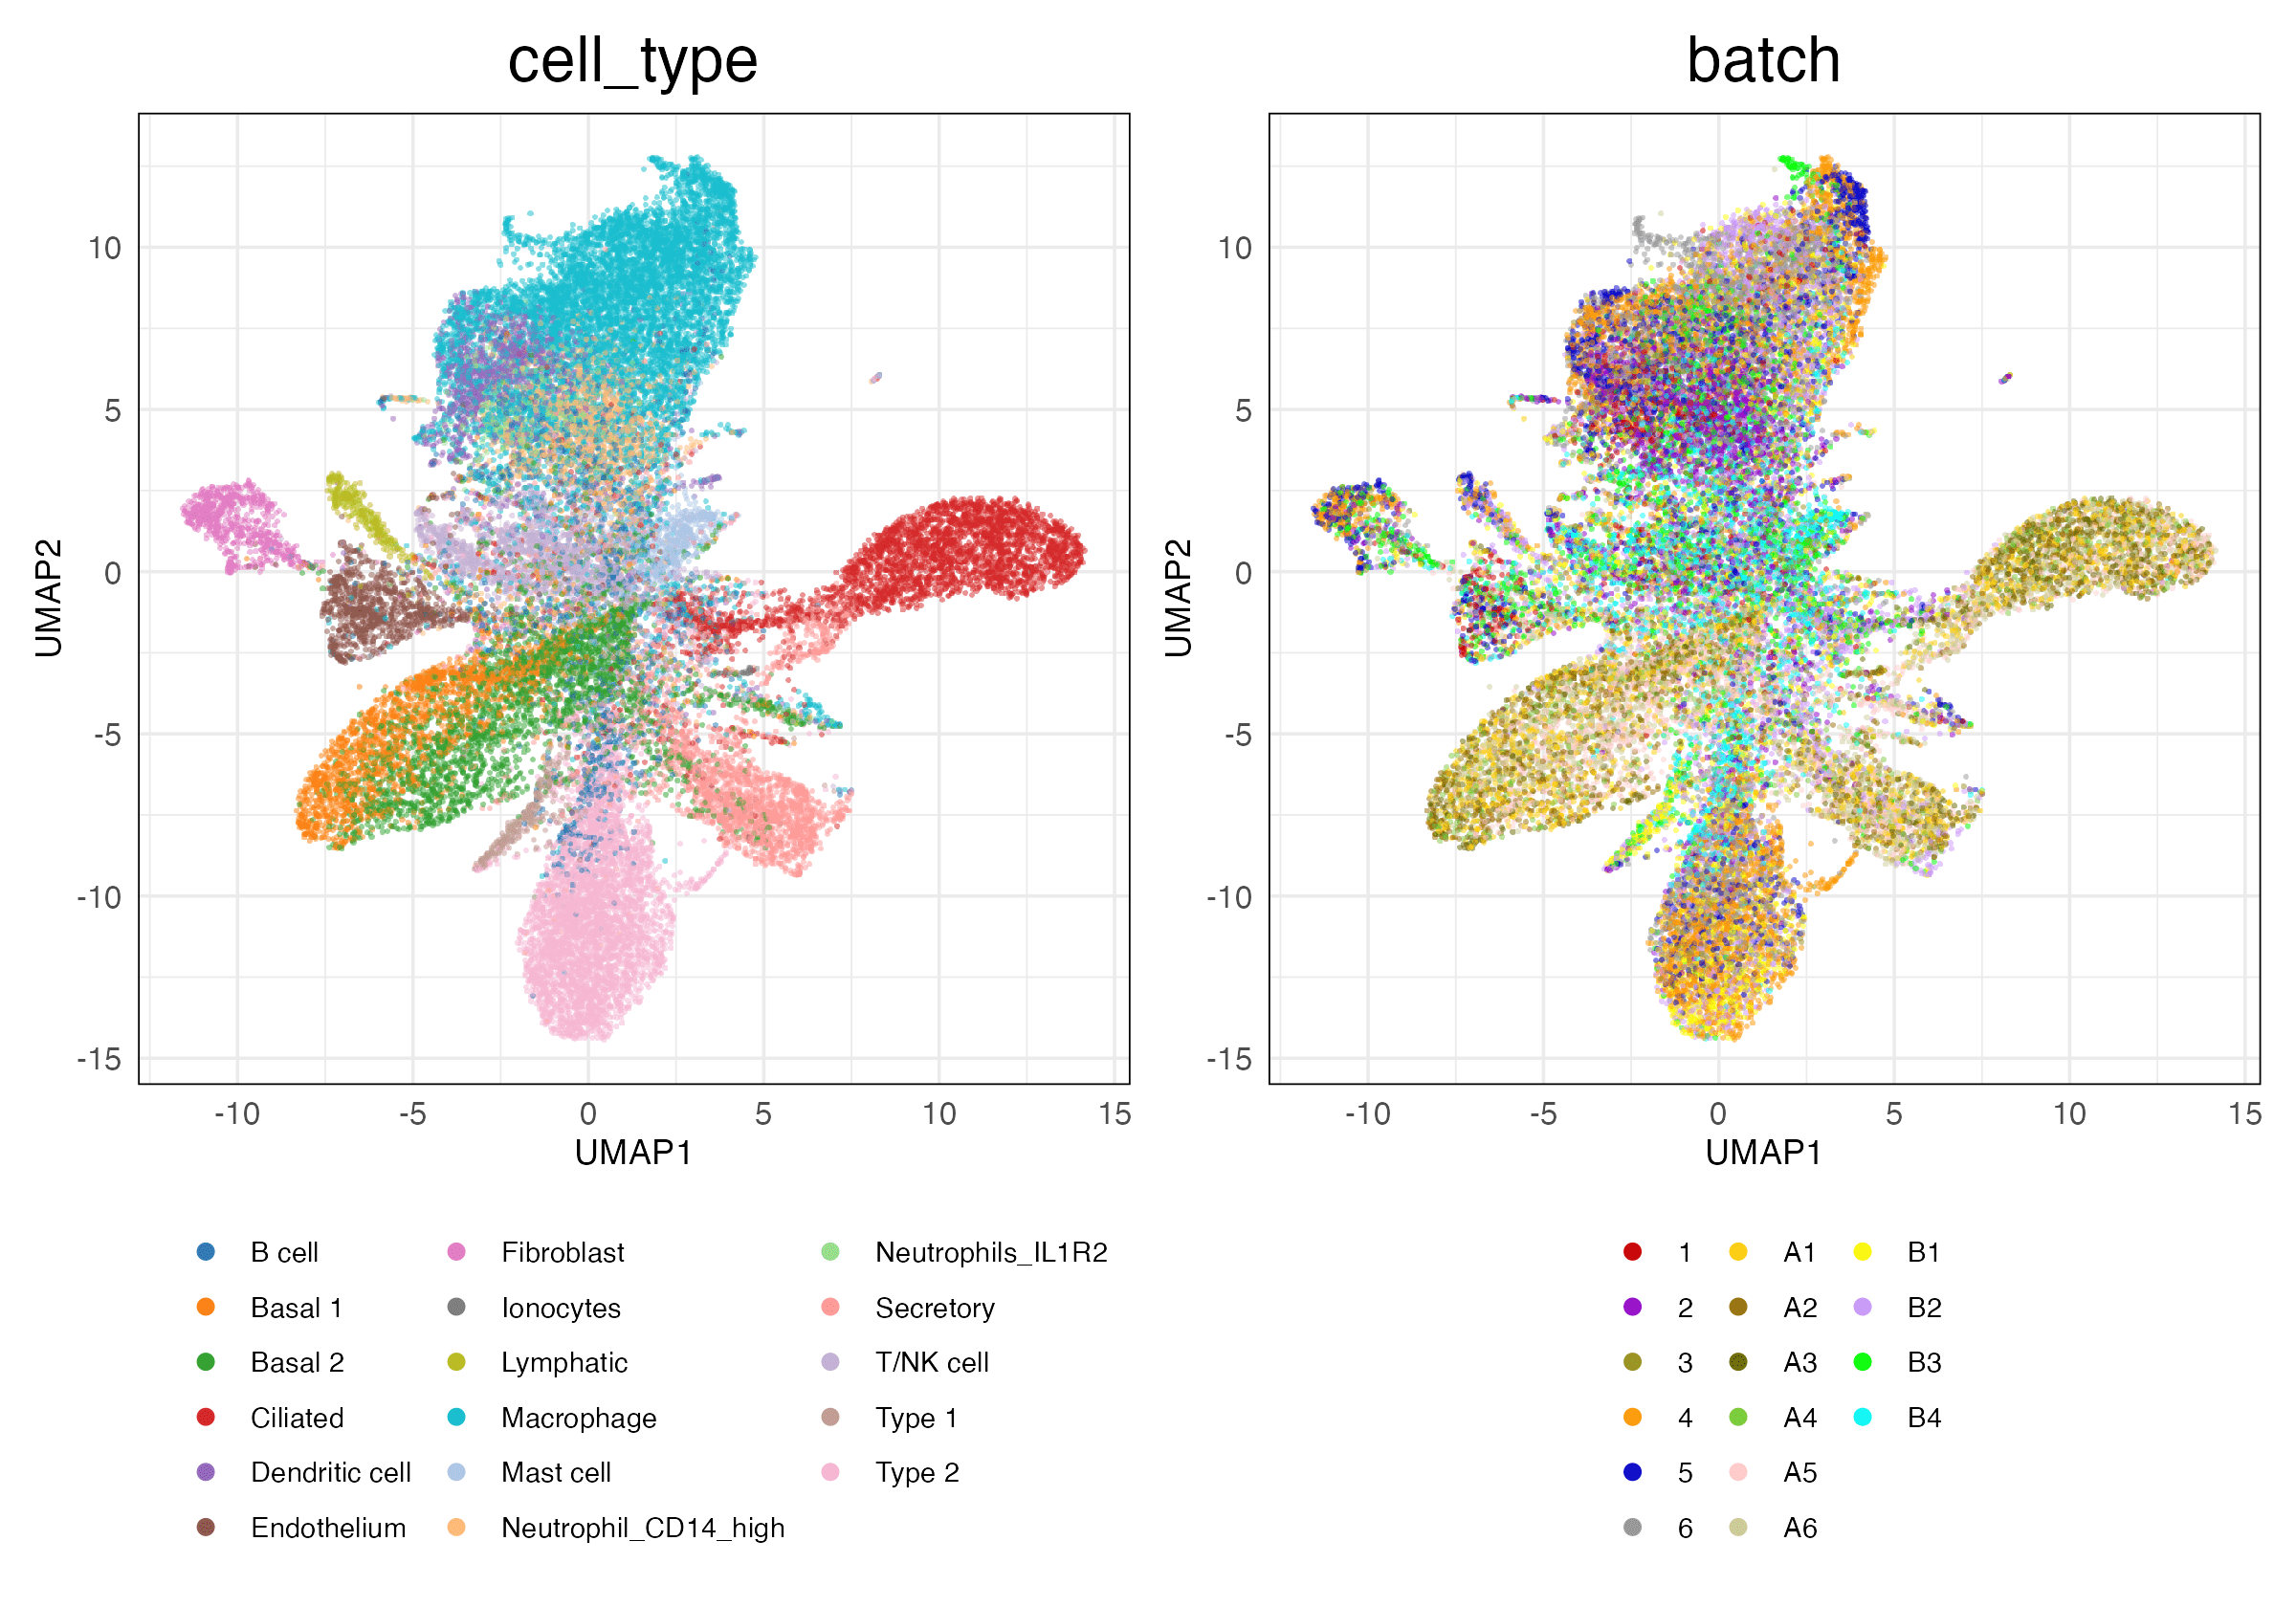 cell_type
batch
10
5
0
-5
-10
-15
UMAP2
-10 -5 0 5 10 15
UMAP1
10
5
0
-5
-10
-15
UMAP2
-10 -5 0 5 10 15
UMAP1
B cell Fibroblast Neutrophils_IL1R2
Basal 1 Ionocytes Secretory
Basal 2 Lymphatic T/NK cell
Ciliated Macrophage Type 1
Dendritic cell Mast cell Type 2
Endothelium Neutrophil_CD14_high
1 A1 B1
2 A2 B2
3 A3 B3
4 A4 B4
5 A5
6 A6